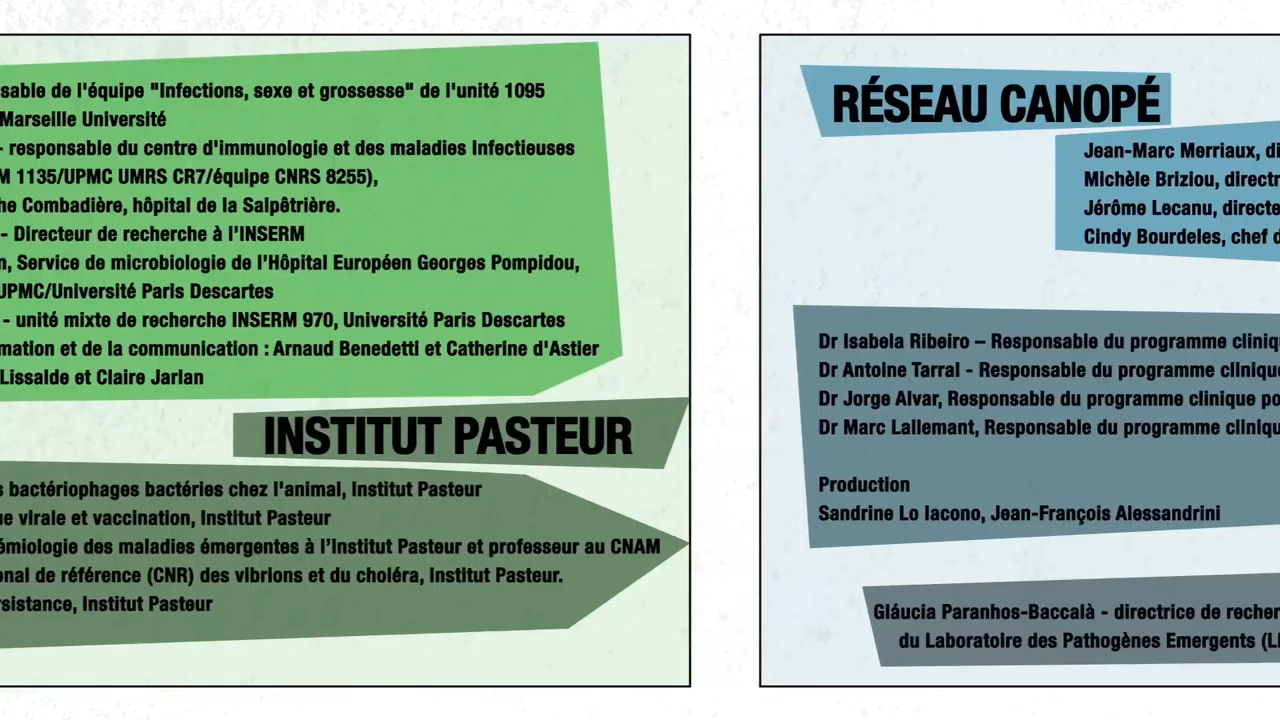 sable de l'équipe "Infections, sexe et grossesse" de l'unité 1095
Marseille Université
- responsable du centre d'immunologie et des maladies Infectieuses
M 1135/UPMC UMRS CR7/équipe CNRS 8255),
he Combadière, hôpital de la Salpêtrière.
- Directeur de recherche à l'INSERM
n, Service de microbiologie de l'Hôpital Européen Georges Pompidou,
UPMC/Université Paris Descartes
- unité mixte de recherche INSERM 970, Université Paris Descartes
mation et de la communication : Arnaud Benedetti et Catherine d'Astier
Lissalde et Claire Jarlan
INSTITUT PASTEUR
s bactériophages bactéries chez l'animal, Institut Pasteur
ue virale et vaccination, Institut Pasteur
émiologie des maladies émergentes à l'Institut Pasteur et professeur au CNAM
onal de référence (CNR) des vibrions et du choléra, Institut Pasteur.
rsistance, Institut Pasteur
RÉSEAU CANOPÉ
Jean-Marc Merriaux, di
Michèle Briziou, directr
Jérôme Lecanu, directe
Cindy Bourdeles, chef d
Dr Isabela Ribeiro – Responsable du programme cliniq
Dr Antoine Tarral - Responsable du programme cllnique
Dr Jorge Alvar, Responsable du programme clinique po
Dr Marc Lallemant, Responsable du programme cliniqu
Production
Sandrine Lo Iacono, Jean-François Alessandrini
Gláucia Paranhos-Baccalà - directrice de recher
du Laboratoire des Pathogènes Emergents (L